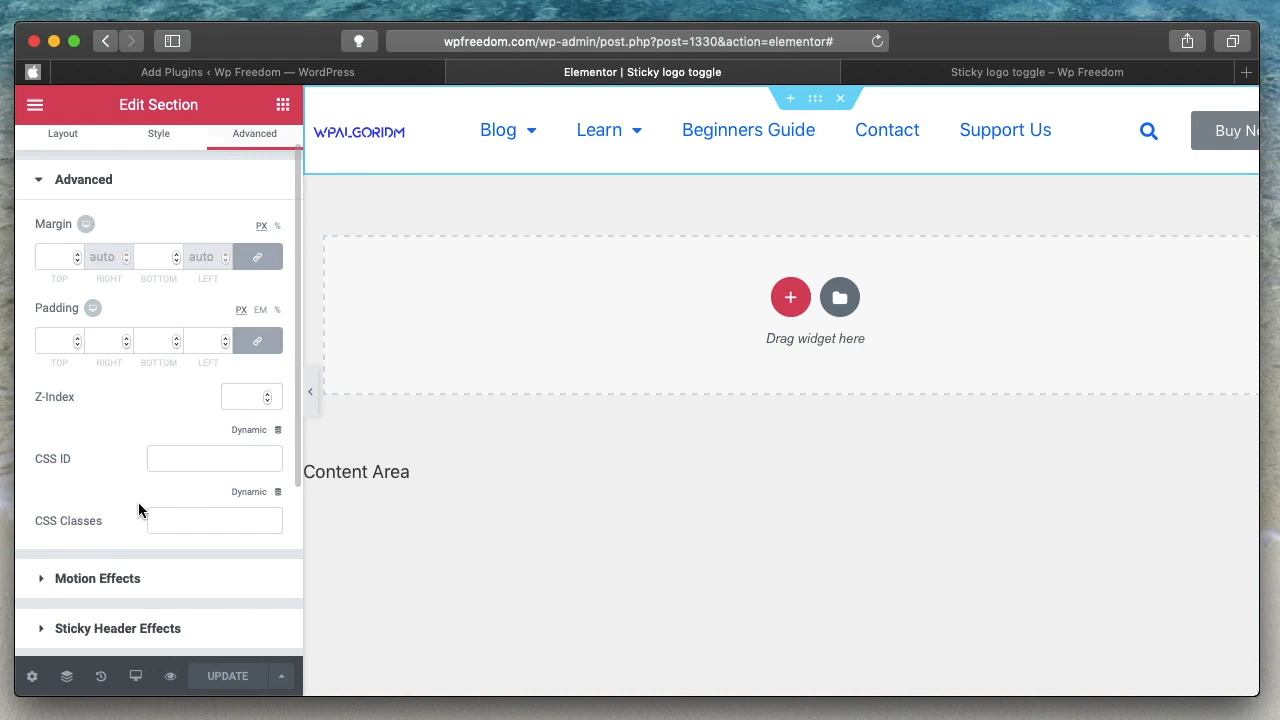 wpfreedom.com/wp-admin/post.php?post=1330&action=elementor#
Add Plugins ‹ Wp Freedom — WordPress
Elementor | Sticky logo toggle
Sticky logo toggle – Wp Freedom
Edit Section
Layout
Style
Advanced
WPALGORIDM
Blog
Learn
Beginners Guide
Contact
Support Us
Buy No
Advanced
Margin
PX %
auto
auto
TOP RIGHT BOTTOM LEFT
Padding
PX EM %
TOP RIGHT BOTTOM LEFT
Z-Index
Dynamic
CSS ID
Dynamic
CSS Classes
Motion Effects
Sticky Header Effects
UPDATE
Drag widget here
Content Area